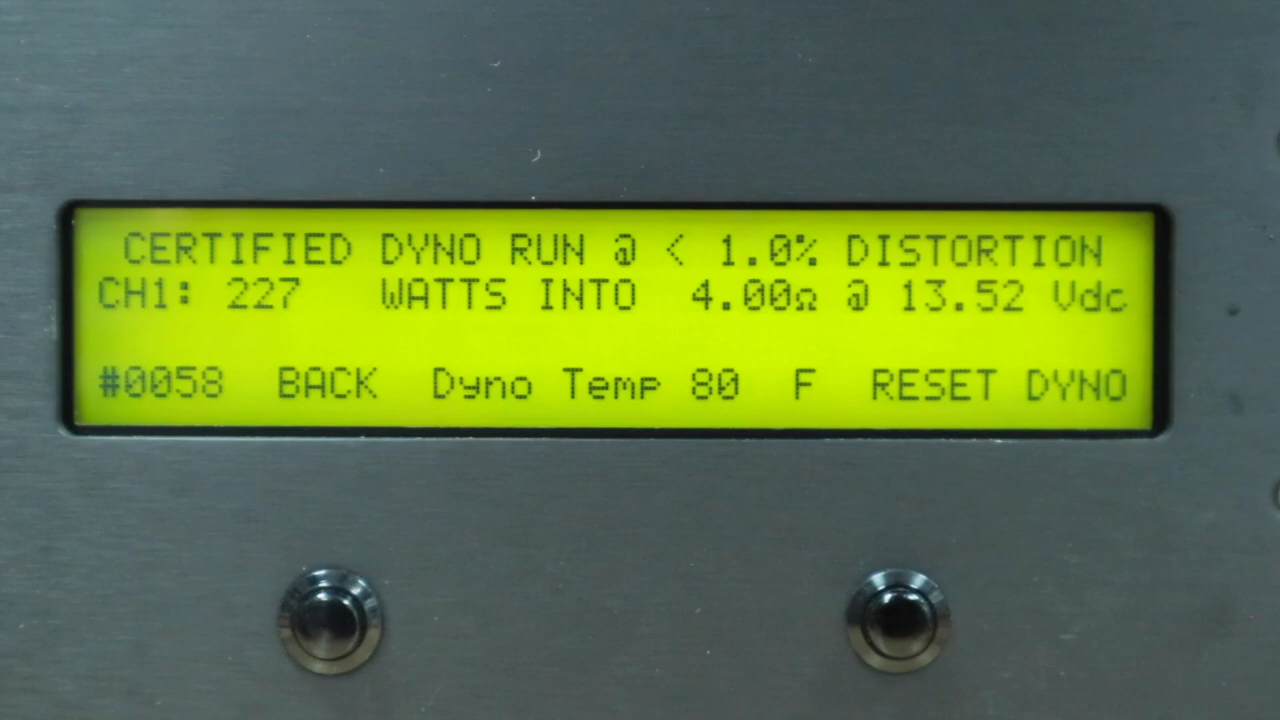 CERTIFIED DYNO RUN @ < 1.0% DISTORTION
CH1: 227 WATTS INTO 4.00Ω @ 13.52 Vdc
#0058 BACK Dyno Temp 80 F RESET DYNO